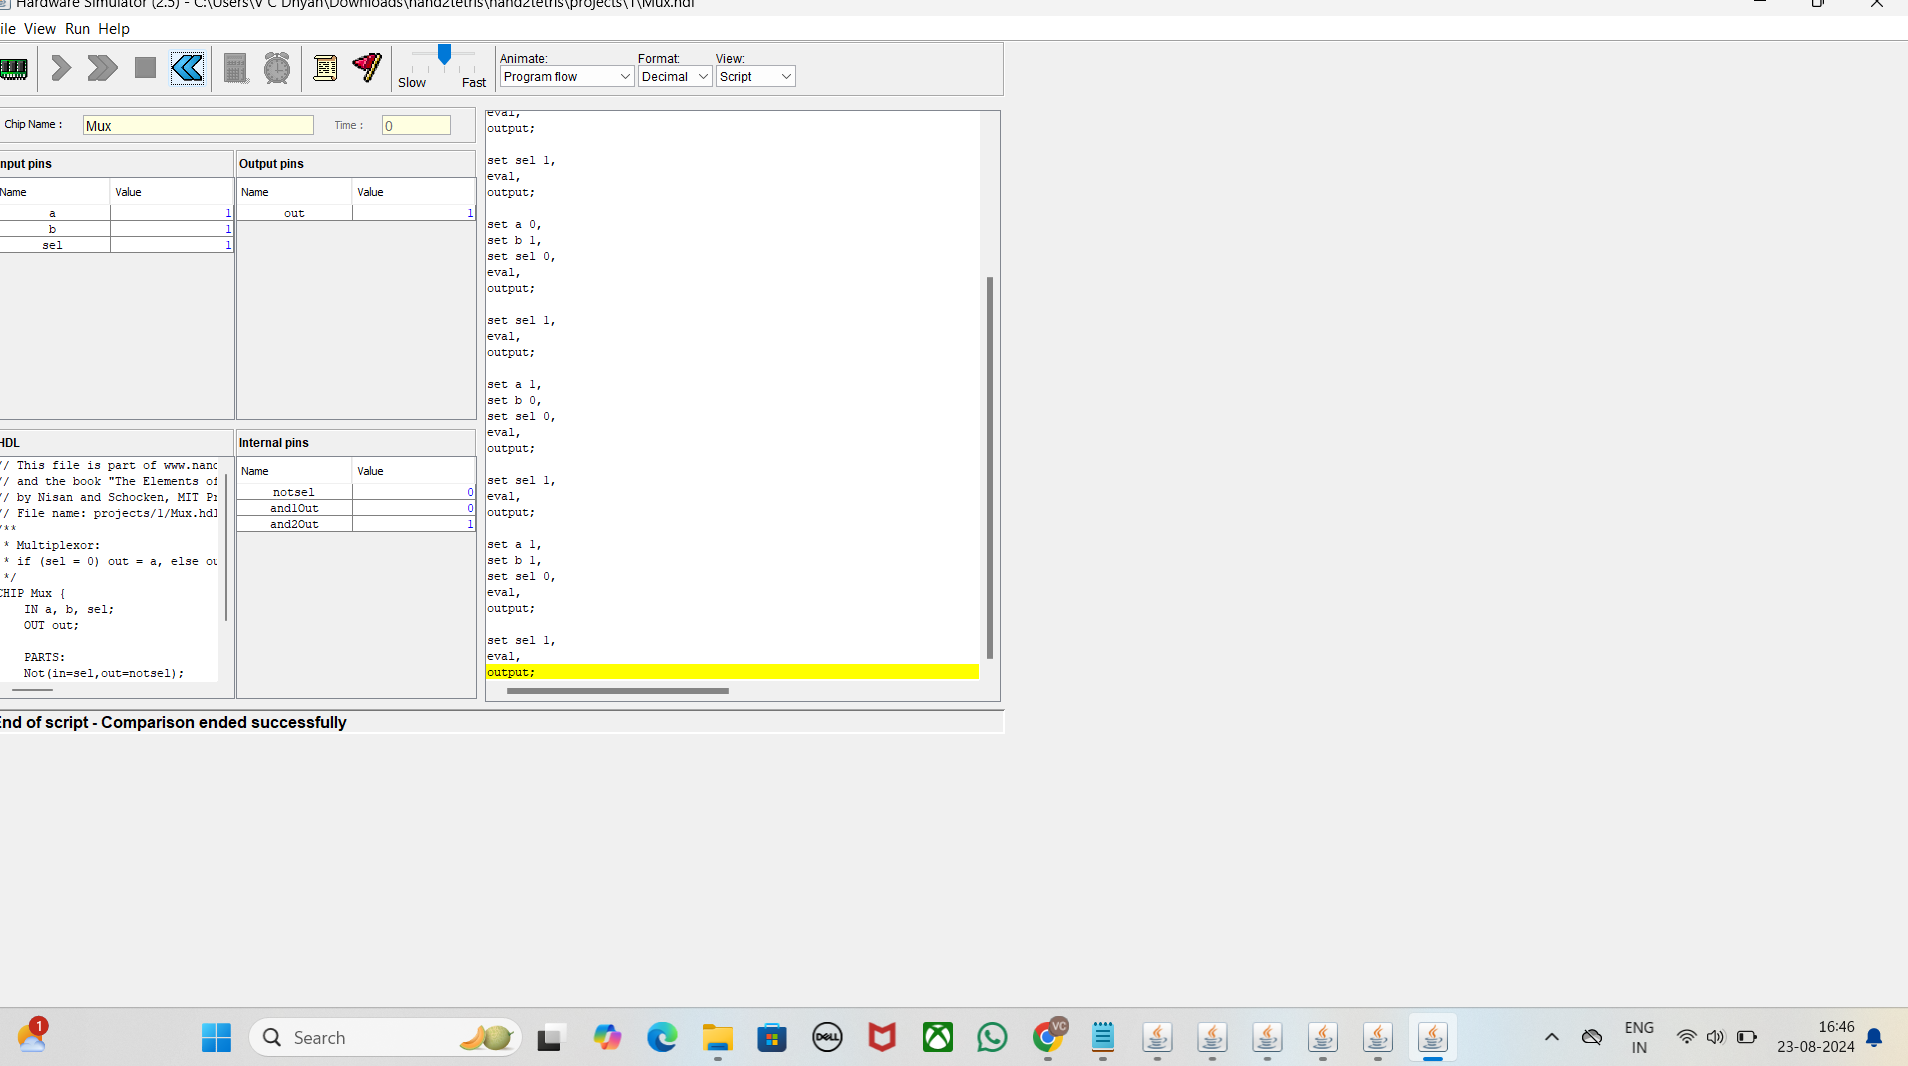 Hardware Simulator (2.5) - C:\Users\V C Dhyan\Downloads\nand2tetris\nand2tetris\projects\1\Mux.hdl
ile View Run Help
Slow Fast
Animate: Format: View:
Program flow Decimal Script
Chip Name : Mux Time : 0
nput pins
Name Value
a 1
b 1
sel 1
Output pins
Name Value
out 1
HDL
// This file is part of www.nand
// and the book "The Elements of
// by Nisan and Schocken, MIT Pr
// File name: projects/1/Mux.hdl
/**
* Multiplexor:
* if (sel = 0) out = a, else ou
*/
CHIP Mux {
IN a, b, sel;
OUT out;
PARTS:
Not(in=sel,out=notsel);
Internal pins
Name Value
notsel 0
and1Out 0
and2Out 1
eval,
output;
set sel 1,
eval,
output;
set a 0,
set b 1,
set sel 0,
eval,
output;
set sel 1,
eval,
output;
set a 1,
set b 0,
set sel 0,
eval,
output;
set sel 1,
eval,
output;
set a 1,
set b 1,
set sel 0,
eval,
output;
set sel 1,
eval,
output;
End of script - Comparison ended successfully
1
Search
DELL
VC
ENG
IN
16:46
23-08-2024